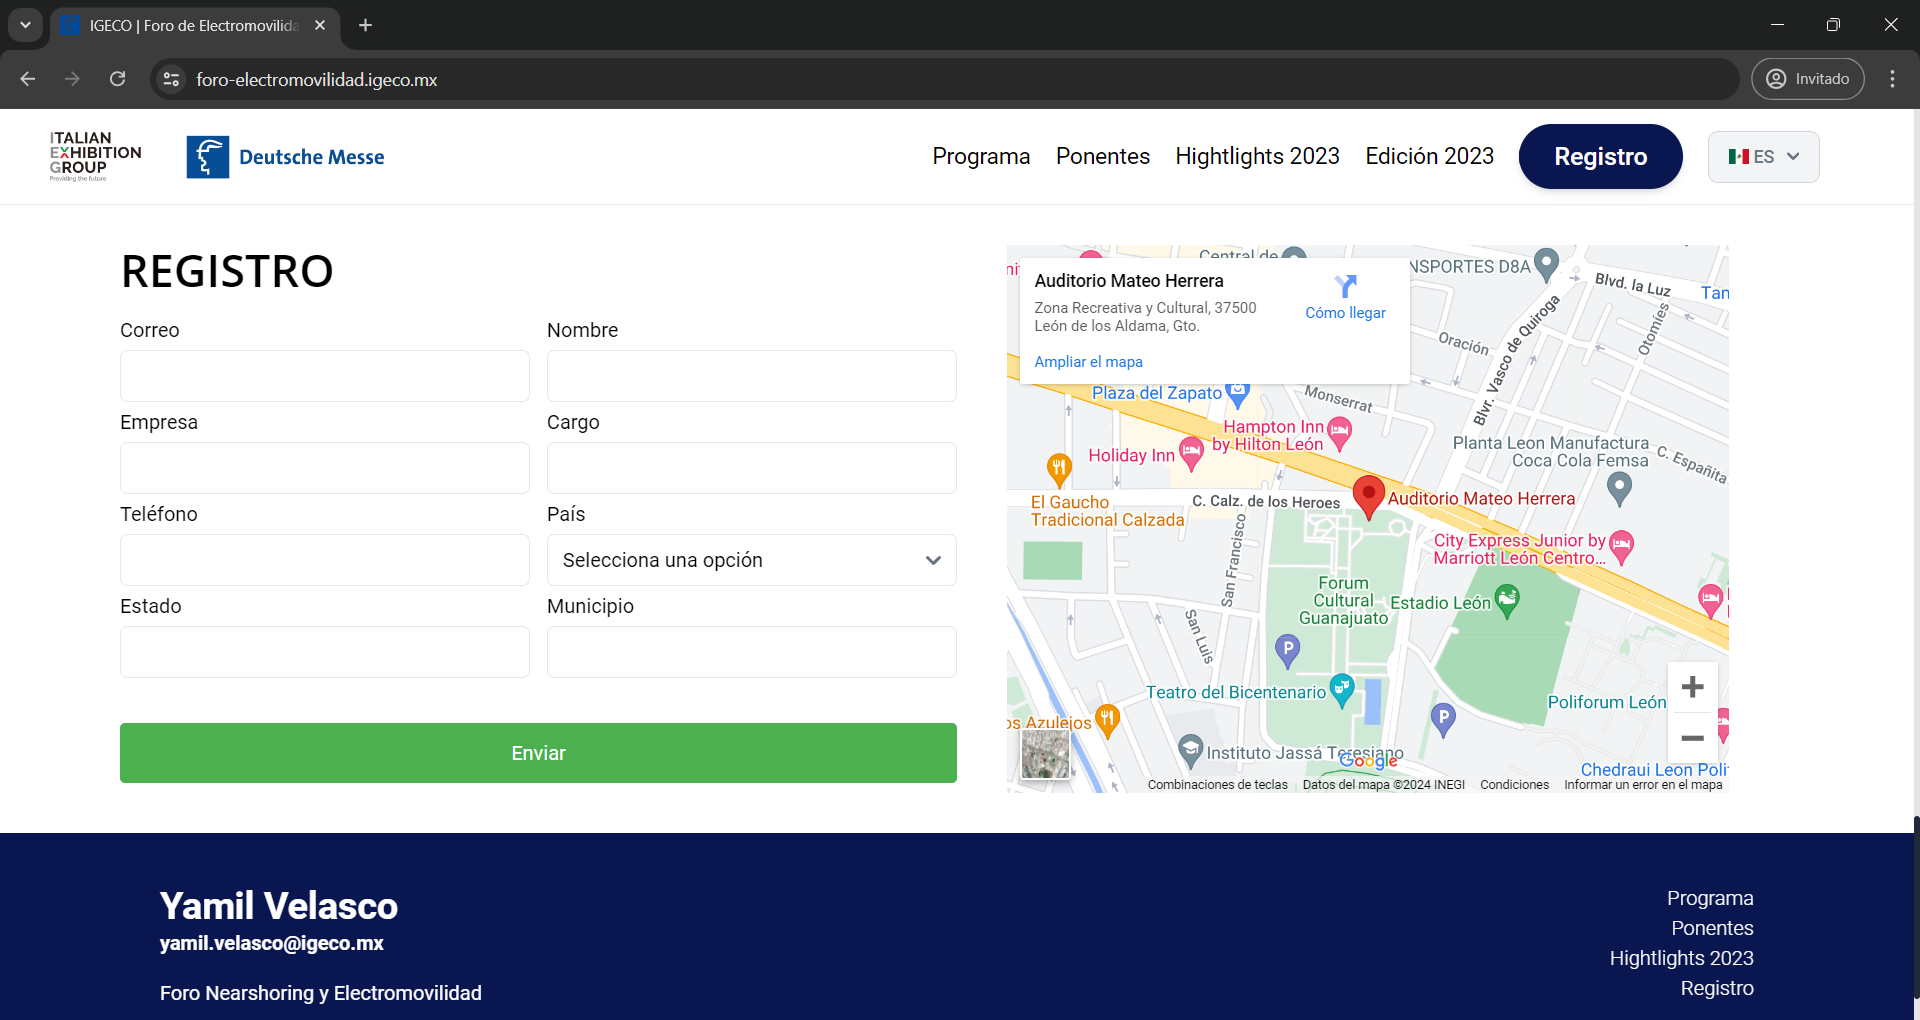 IGECO | Foro de Electromovilida
foro-electromovilidad.igeco.mx
Invitado
ITALIAN
EXHIBITION
GROUP
Providing the future
Deutsche Messe
Programa
Ponentes
Hightlights 2023
Edición 2023
Registro
ES
REGISTRO
Correo
Nombre
Empresa
Cargo
Teléfono
País
Selecciona una opción
Estado
Municipio
Enviar
Central de
NSPORTES D8A
Blvd. la Luz
Tan
Auditorio Mateo Herrera
Zona Recreativa y Cultural, 37500
León de los Aldama, Gto.
Cómo llegar
Ampliar el mapa
Oración
Otomíes
Blvr. Vasco de Quiroga
Plaza del Zapato
Monserrat
Hampton Inn
by Hilton León
Holiday Inn
Planta Leon Manufactura
Coca Cola Femsa
C. Españita
El Gaucho
Tradicional Calzada
C. Calz. de los Heroes
Auditorio Mateo Herrera
San Francisco
City Express Junior by
Marriott León Centro...
Forum
Cultural
Guanajuato
Estadio León
San Luis
P
Teatro del Bicentenario
Poliforum León
os Azulejos
P
Instituto Jassá Teresiano
Google
Chedraui Leon Poli
Combinaciones de teclas
Datos del mapa ©2024 INEGI
Condiciones
Informar un error en el mapa
Yamil Velasco
yamil.velasco@igeco.mx
Foro Nearshoring y Electromovilidad
Programa
Ponentes
Hightlights 2023
Registro